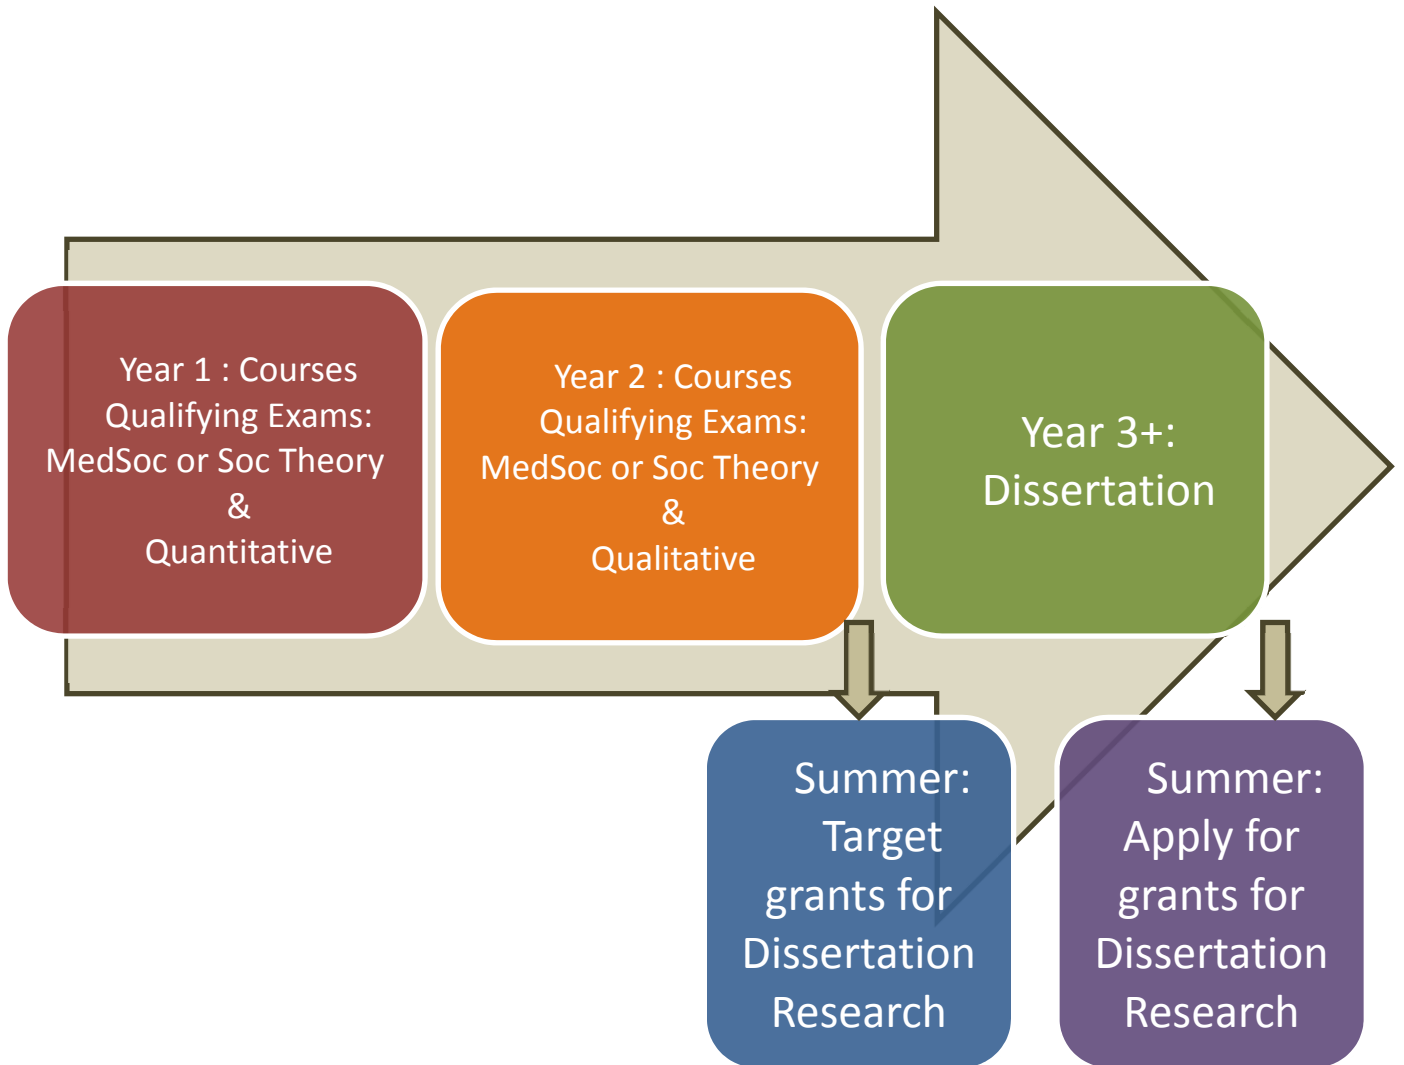 Year 1 : Courses
Qualifying Exams:
MedSoc or Soc Theory
&
Quantitative
Year 2 : Courses
Qualifying Exams:
MedSoc or Soc Theory
&
Qualitative
Year 3+:
Dissertation
Summer:
Target
grants for
Dissertation
Research
Summer:
Apply for
grants for
Dissertation
Research